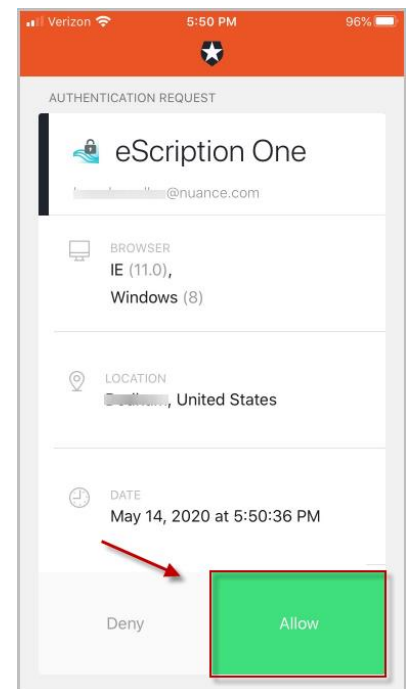 Verizon
5:50 PM
96%
AUTHENTICATION REQUEST
eScription One
@nuance.com
BROWSER
IE (11.0),
Windows (8)
LOCATION
, United States
DATE
May 14, 2020 at 5:50:36 PM
Deny
Allow